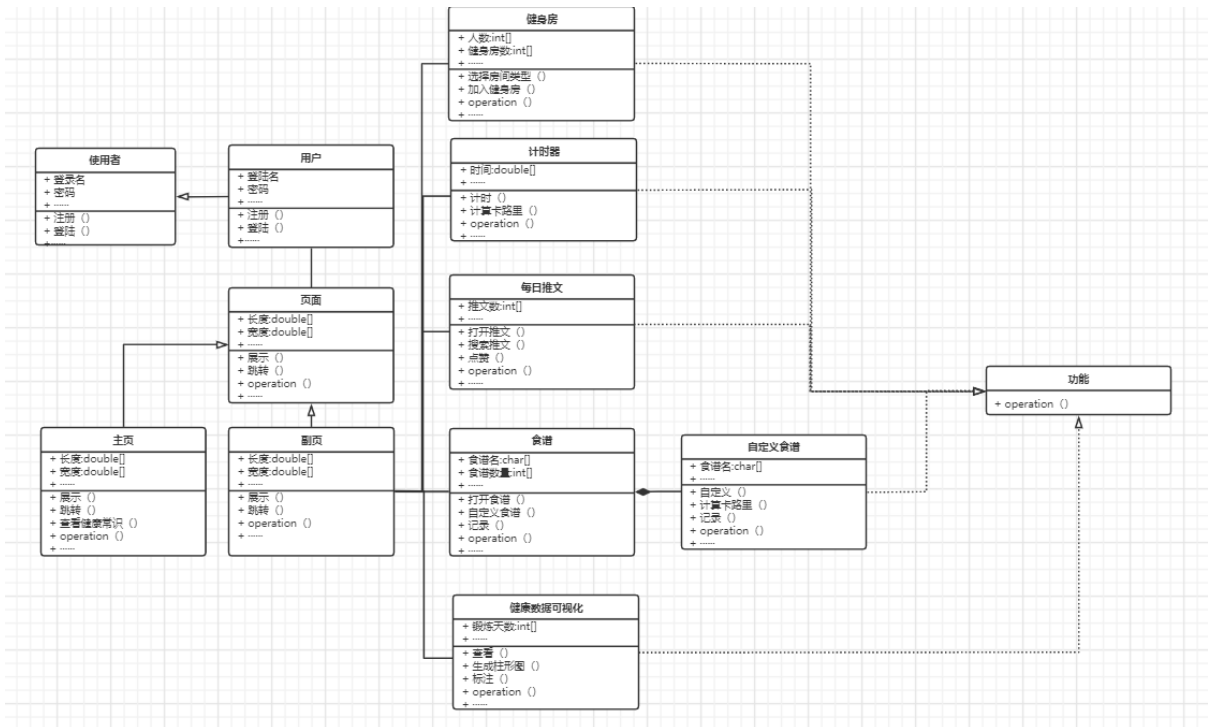 健身房
+ 人数:int[]
+ 健身房数:int[]
+ ······
+ 选择房间类型（）
+ 加入健身房（）
+ operation（）
+ ······
使用者
+ 登录名
+ 密码
+ ······
+ 注册（）
+ 登陆（）
+······
用户
+ 登陆名
+ 密码
+ ······
+ 注册（）
+ 登陆（）
+······
计时器
+ 时间:double[]
+ ······
+ 计时（）
+ 计算卡路里（）
+ operation（）
+ ······
页面
+ 长度:double[]
+ 宽度:double[]
+ ······
+ 展示（）
+ 跳转（）
+ operation（）
+ ······
每日推文
+ 推文数:int[]
+ ······
+ 打开推文（）
+ 搜索推文（）
+ 点赞（）
+ operation（）
+ ······
功能
+ operation（）
主页
+ 长度:double[]
+ 宽度:double[]
+ ······
+ 展示（）
+ 跳转（）
+ 查看健康常识（）
+ operation（）
+ ······
副页
+ 长度:double[]
+ 宽度:double[]
+ ······
+ 展示（）
+ 跳转（）
+ operation（）
+ ······
食谱
+ 食谱名:char[]
+ 食谱数量:int[]
+ ······
+ 打开食谱（）
+ 自定义食谱（）
+ 记录（）
+ operation（）
+ ······
自定义食谱
+ 食谱名:char[]
+ ······
+ 自定义（）
+ 计算卡路里（）
+ 记录（）
+ operation（）
+ ······
健康数据可视化
+ 锻炼天数:int[]
+ ······
+ 查看（）
+ 生成柱形图（）
+ 标注（）
+ operation（）
+ ······